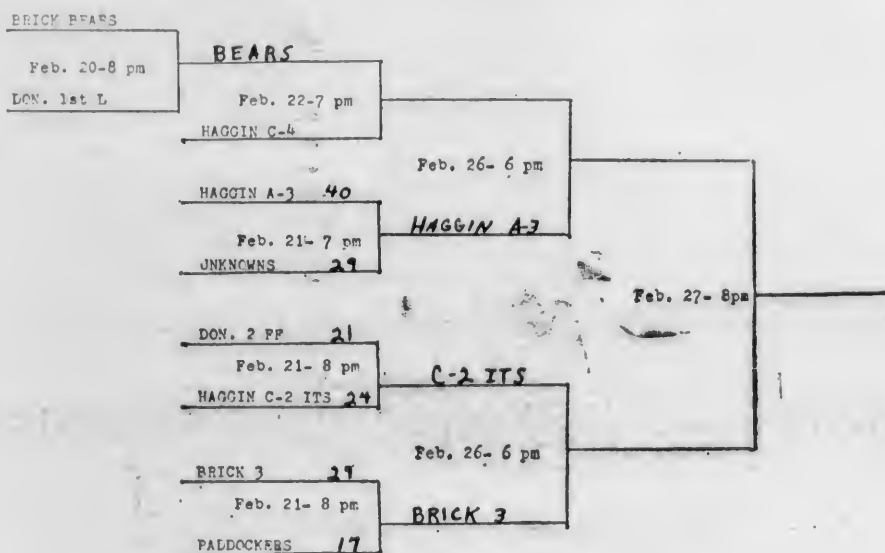 BRICK BEARS
Feb. 20-8 pm
DON. 1st L
BEARS
Feb. 22-7 pm
HAGGIN C-4
HAGGIN A-3 40
Feb. 21- 7 pm
UNKNOWNS 29
Feb. 26- 6 pm
HAGGIN A-3
DON. 2 FF 21
Feb. 21- 8 pm
HAGGIN C-2 ITS 24
C-2 ITS
Feb. 26- 6 pm
BRICK 3 29
Feb. 21- 8 pm
PADDOCKERS 17
BRICK 3
Feb. 27- 8pm